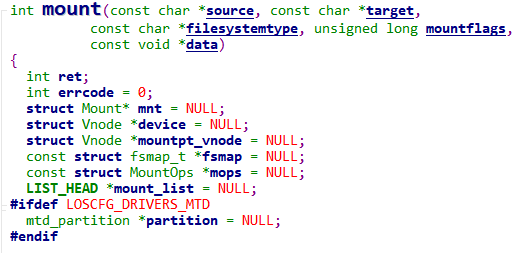 int mount(const char *source, const char *target,
const char *filesystemtype, unsigned long mountflags,
const void *data)
{
int ret;
int errcode = 0;
struct Mount* mnt = NULL;
struct Vnode *device = NULL;
struct Vnode *mountpt_vnode = NULL;
const struct fsmap_t *fsmap = NULL;
const struct MountOps *mops = NULL;
LIST_HEAD *mount_list = NULL;
#ifdef LOSCFG_DRIVERS_MTD
mtd_partition *partition = NULL;
#endif